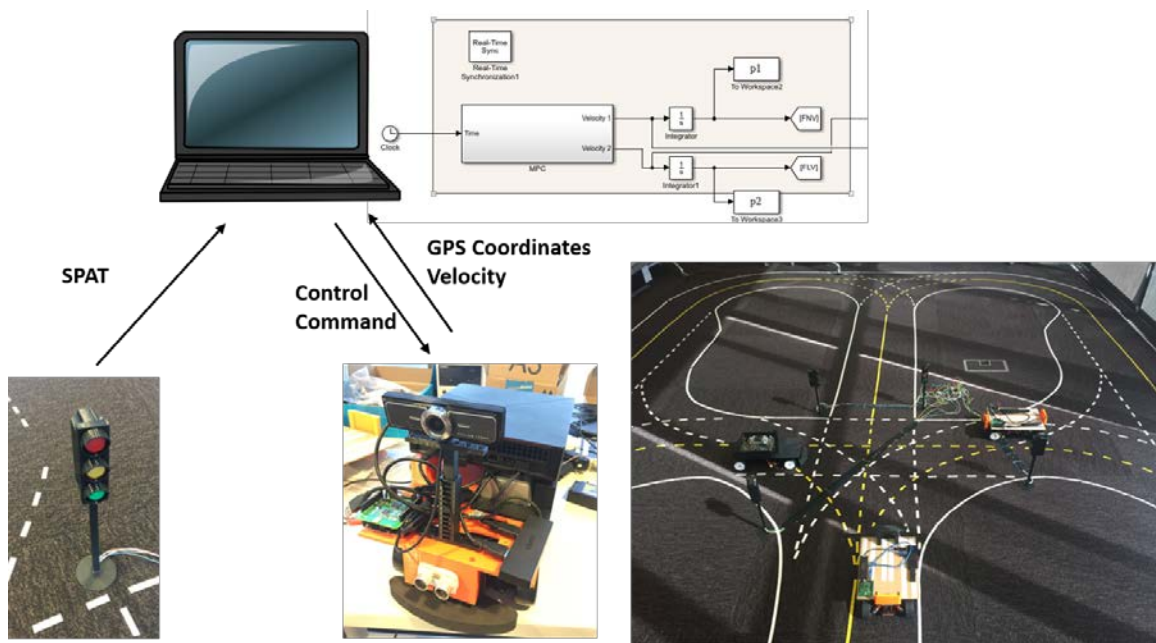 Real-Time
Sync
Real-Time
Synchronization1
p1
To Workspace2
Velocity 1
1
s
Integrator
[FNV]
Time
Clock
Velocity 2
MPC
1
s
Integrator1
[FLV]
p2
To Workspace3
SPAT
GPS Coordinates
Velocity
Control
Command